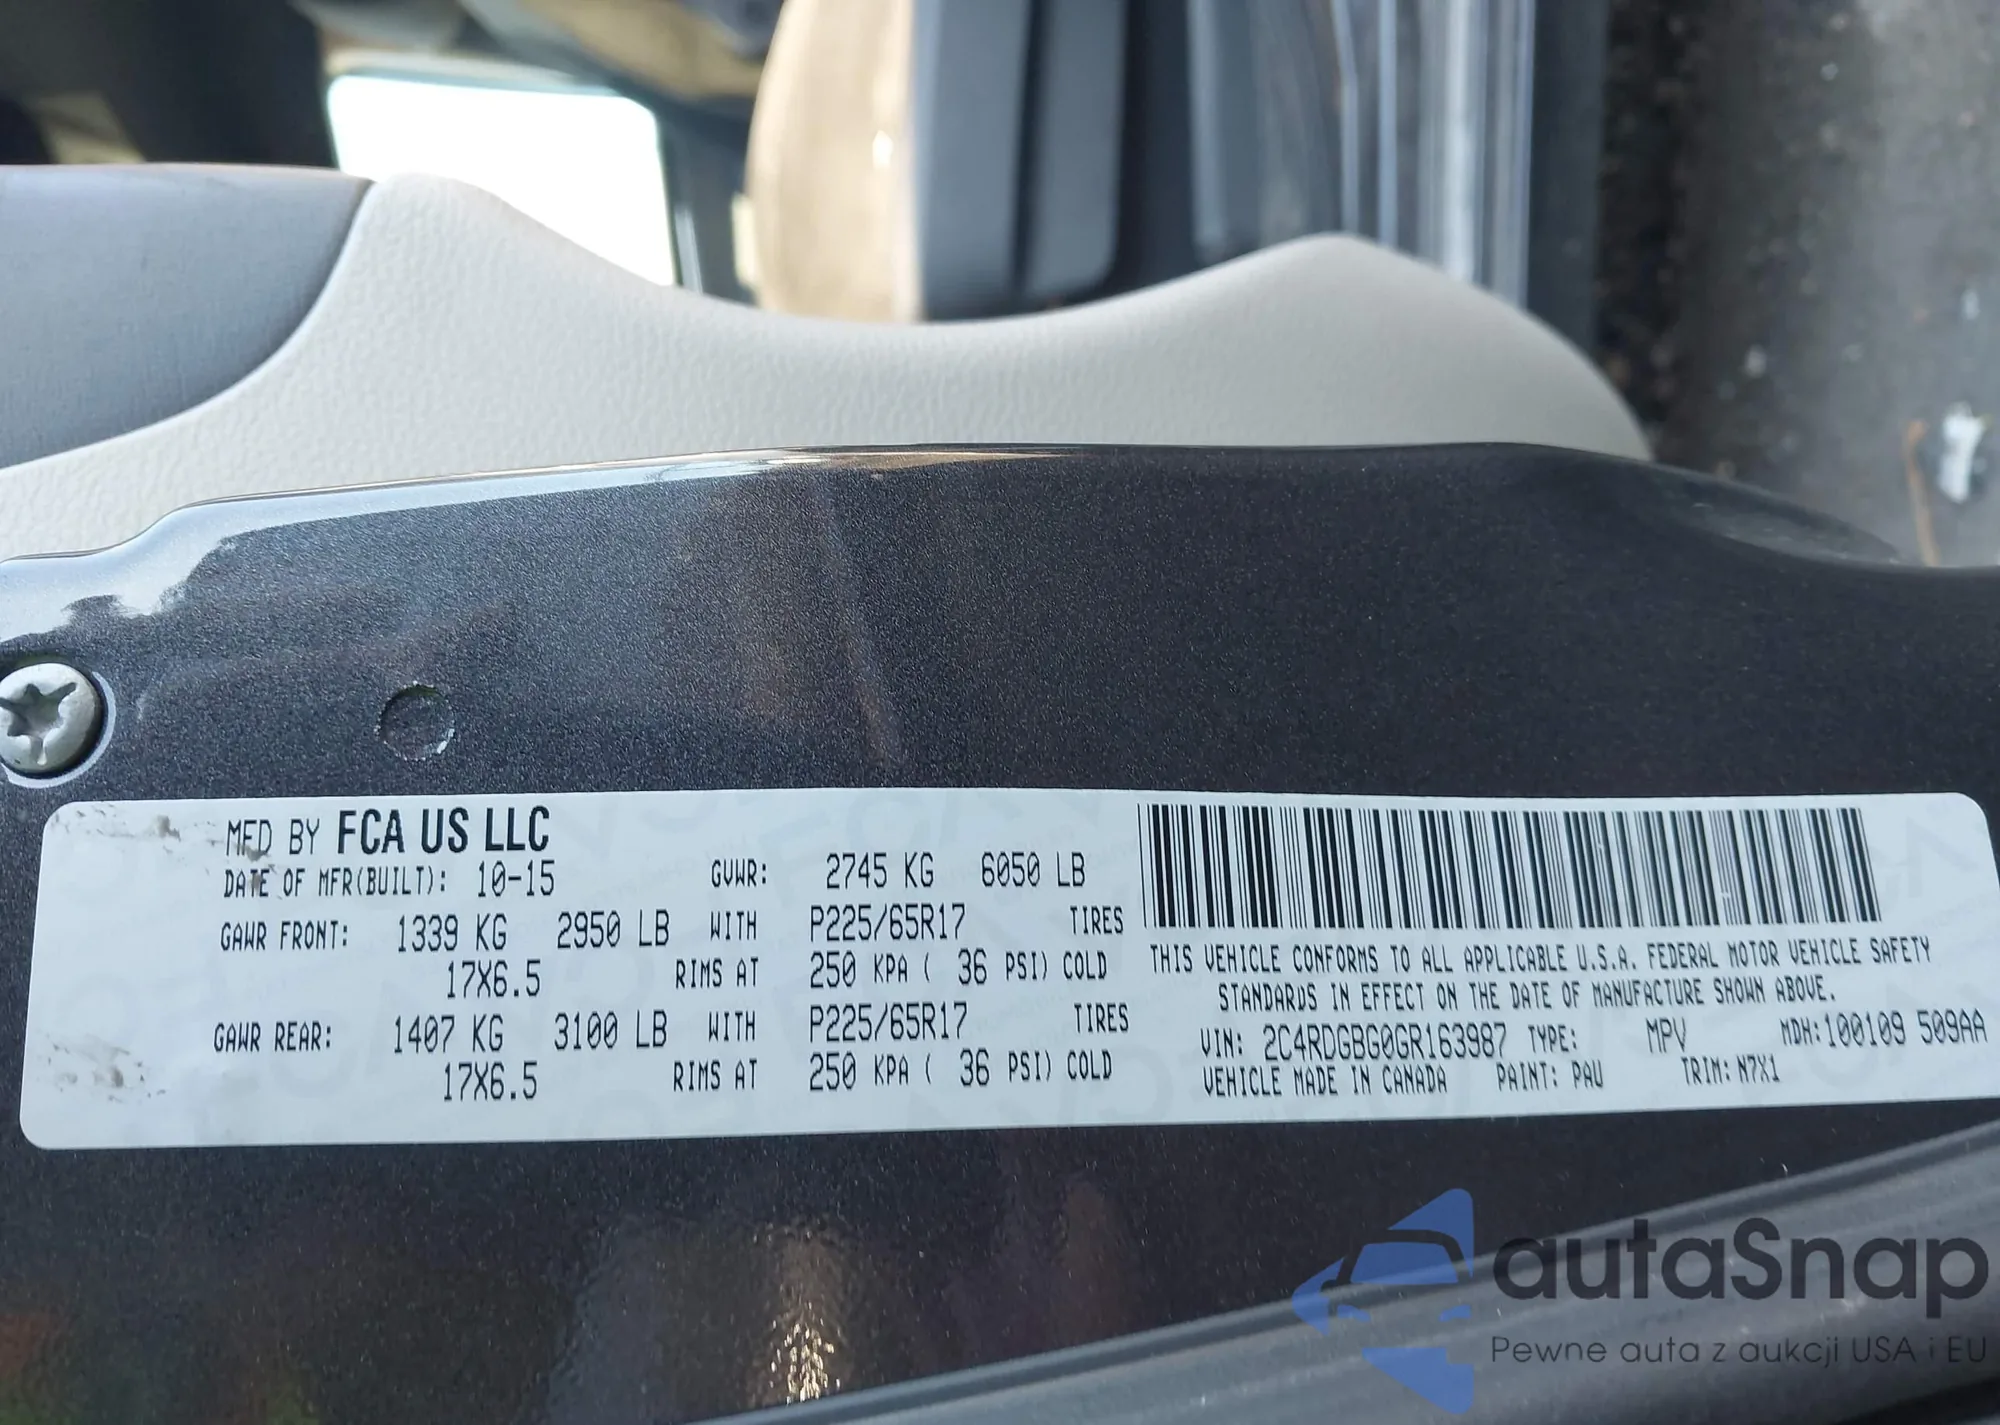 MFD BY FCA US LLC
DATE OF MFR(BUILT): 10-15 GVWR: 2745 KG 6050 LB
GAWR FRONT: 1339 KG 2950 LB WITH P225/65R17 TIRES
17X6.5 RIMS AT 250 KPA ( 36 PSI) COLD
GAWR REAR: 1407 KG 3100 LB WITH P225/65R17 TIRES
17X6.5 RIMS AT 250 KPA ( 36 PSI) COLD
THIS VEHICLE CONFORMS TO ALL APPLICABLE U.S.A. FEDERAL MOTOR VEHICLE SAFETY
STANDARDS IN EFFECT ON THE DATE OF MANUFACTURE SHOWN ABOVE.
VIN: 2C4RDGBG0GR163987 TYPE: MPV MDH:100109 509AA
VEHICLE MADE IN CANADA PAINT: PAU TRIM: N7X1
autaSnap
Pewne auta z aukcji USA i EU